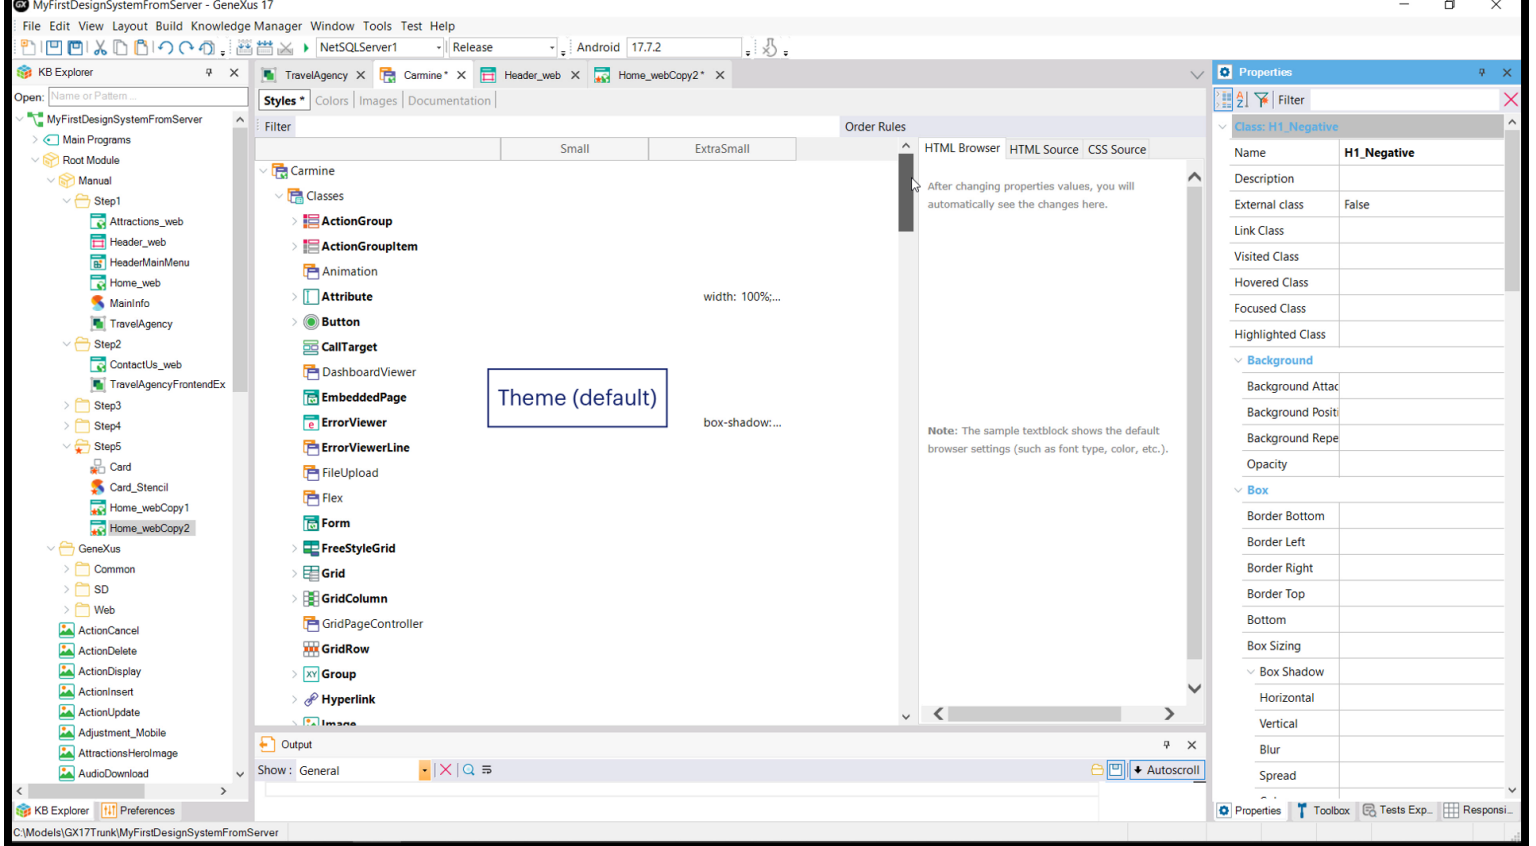 MyFirstDesignSystemFromServer - GeneXus 17
File Edit View Layout Build Knowledge Manager Window Tools Test Help
NetSQLServer1 Release Android 17.7.2
KB Explorer
Open: Name or Pattern ...
MyFirstDesignSystemFromServer
Main Programs
Root Module
Manual
Step1
Attractions_web
Header_web
HeaderMainMenu
Home_web
MainInfo
TravelAgency
Step2
ContactUs_web
TravelAgencyFrontendEx
Step3
Step4
Step5
Card
Card_Stencil
Home_webCopy1
Home_webCopy2
GeneXus
Common
SD
Web
ActionCancel
ActionDelete
ActionDisplay
ActionInsert
ActionUpdate
Adjustment_Mobile
AttractionsHeroImage
AudioDownload
KB Explorer Preferences
TravelAgency Carmine* Header_web Home_webCopy2*
Styles * Colors Images Documentation
Filter Order Rules
Small ExtraSmall
Carmine
Classes
ActionGroup
ActionGroupItem
Animation
Attribute width: 100%;...
Button
CallTarget
DashboardViewer
EmbeddedPage
ErrorViewer box-shadow:...
ErrorViewerLine
FileUpload
Flex
Form
FreeStyleGrid
Grid
GridColumn
GridPageController
GridRow
XY Group
Hyperlink
Image
Theme (default)
HTML Browser HTML Source CSS Source
After changing properties values, you will
automatically see the changes here.
Note: The sample textblock shows the default
browser settings (such as font type, color, etc.).
Output
Show: General Autoscroll
Properties
Filter
Class: H1_Negative
Name H1_Negative
Description
External class False
Link Class
Visited Class
Hovered Class
Focused Class
Highlighted Class
Background
Background Attac
Background Positi
Background Repe
Opacity
Box
Border Bottom
Border Left
Border Right
Border Top
Bottom
Box Sizing
Box Shadow
Horizontal
Vertical
Blur
Spread
Properties Toolbox Tests Exp... Responsi...
C:\Models\GX17Trunk\MyFirstDesignSystemFromServer